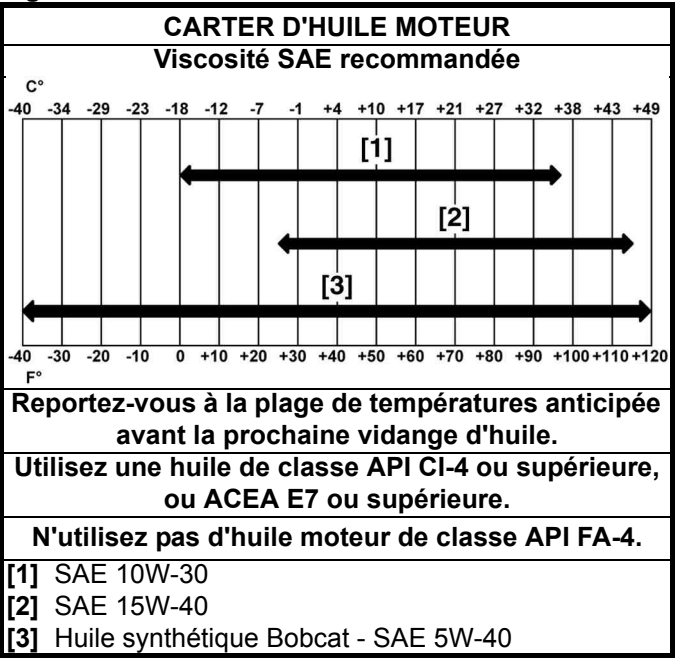 CARTER D'HUILE MOTEUR
Viscosité SAE recommandée
C°
-40 -34 -29 -23 -18 -12 -7 -1 +4 +10 +17 +21 +27 +32 +38 +43 +49
[1]
[2]
[3]
-40 -30 -20 -10 0 +10 +20 +30 +40 +50 +60 +70 +80 +90 +100 +110 +120
F°
Reportez-vous à la plage de températures anticipée
avant la prochaine vidange d'huile.
Utilisez une huile de classe API CI-4 ou supérieure,
ou ACEA E7 ou supérieure.
N'utilisez pas d'huile moteur de classe API FA-4.
[1] SAE 10W-30
[2] SAE 15W-40
[3] Huile synthétique Bobcat - SAE 5W-40